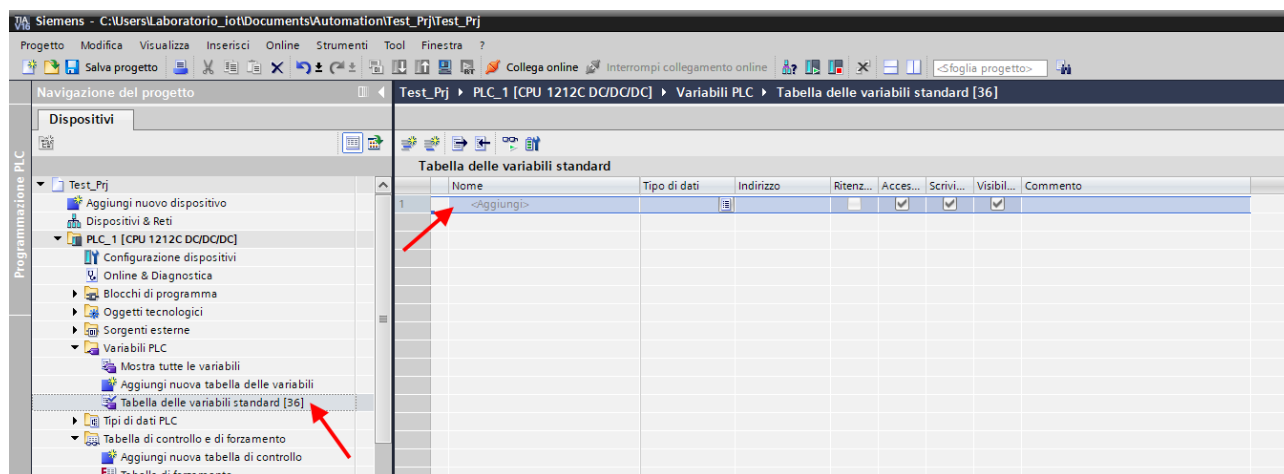 TIA V16 Siemens - C:\Users\Laboratorio_iot\Documents\Automation\Test_Prj\Test_Prj
Progetto Modifica Visualizza Inserisci Online Strumenti Tool Finestra ?
Salva progetto Collega online Interrompi collegamento online <Sfoglia progetto>
Navigazione del progetto
Test_Prj PLC_1 [CPU 1212C DC/DC/DC] Variabili PLC Tabella delle variabili standard [36]
Dispositivi
Tabella delle variabili standard
Nome Tipo di dati Indirizzo Ritenz... Acces... Scrivi... Visibil... Commento
1 <Aggiungi>
Programmazione PLC
Test_Prj
Aggiungi nuovo dispositivo
Dispositivi & Reti
PLC_1 [CPU 1212C DC/DC/DC]
Configurazione dispositivi
Online & Diagnostica
Blocchi di programma
Oggetti tecnologici
Sorgenti esterne
Variabili PLC
Mostra tutte le variabili
Aggiungi nuova tabella delle variabili
Tabella delle variabili standard [36]
Tipi di dati PLC
Tabella di controllo e di forzamento
Aggiungi nuova tabella di controllo
Tabella di forzamento